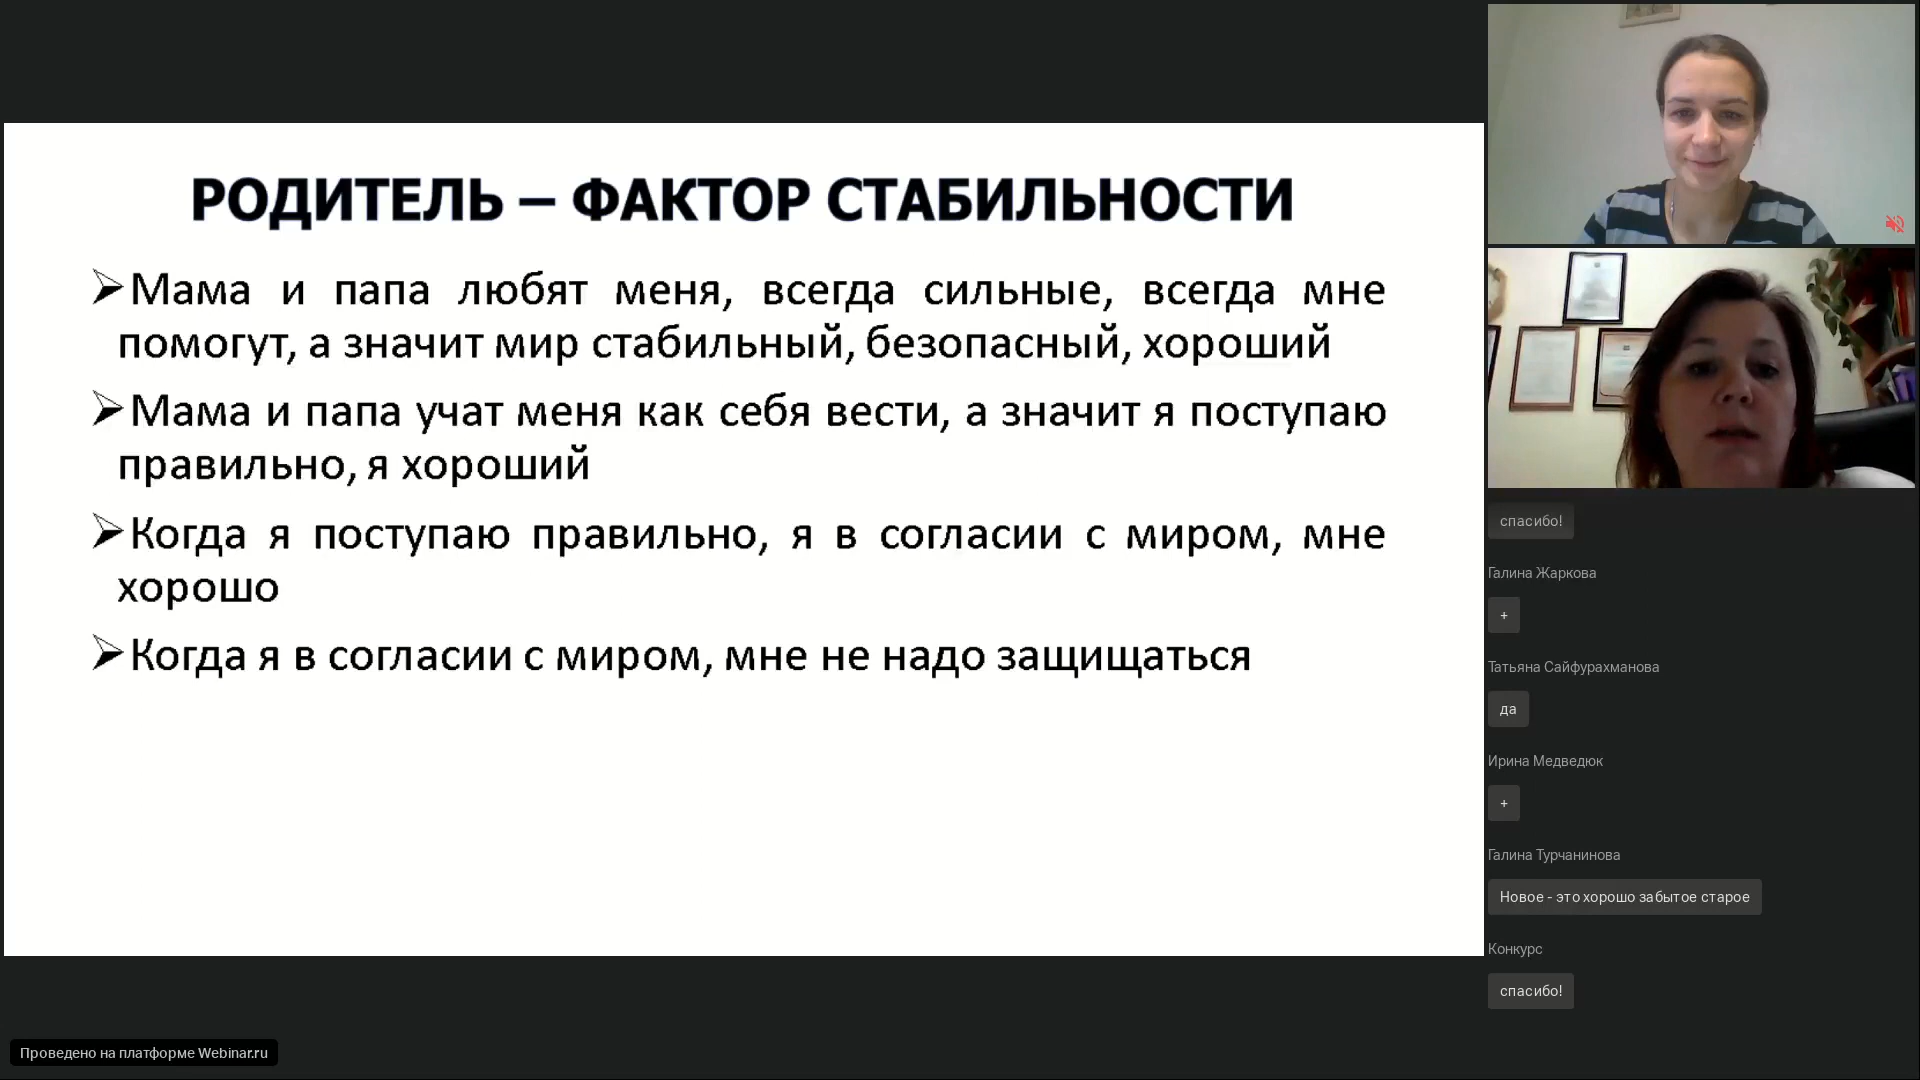 РОДИТЕЛЬ – ФАКТОР СТАБИЛЬНОСТИ
Мама и папа любят меня, всегда сильные, всегда мне
помогут, а значит мир стабильный, безопасный, хороший
Мама и папа учат меня как себя вести, а значит я поступаю
правильно, я хороший
Когда я поступаю правильно, я в согласии с миром, мне
хорошо
Когда я в согласии с миром, мне не надо защищаться
спасибо!
Галина Жаркова
+
Татьяна Сайфурахманова
да
Ирина Медведюк
+
Галина Турчанинова
Новое - это хорошо забытое старое
Конкурс
спасибо!
Проведено на платформе Webinar.ru